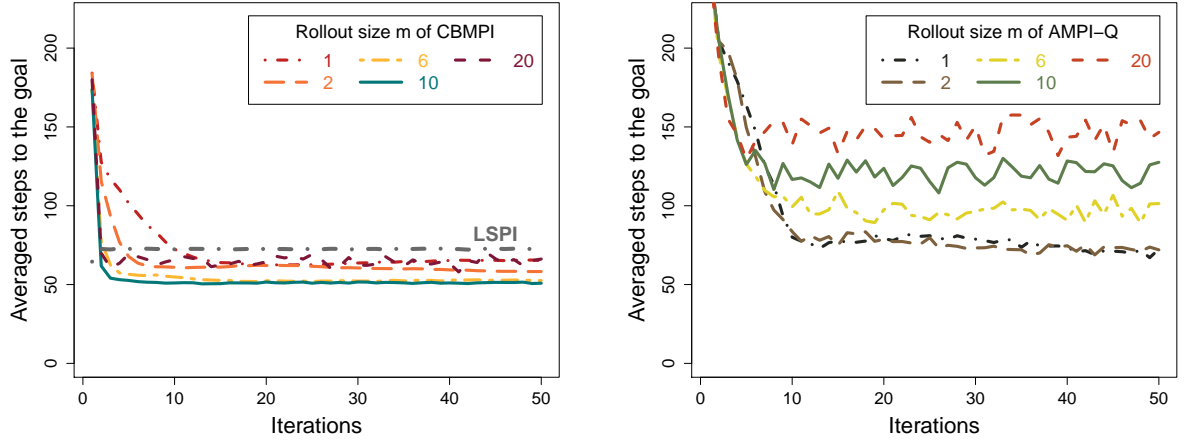 Rollout size m of CBMPI
1 6 20
2 10
LSPI
Averaged steps to the goal
0 50 100 150 200
0 10 20 30 40 50
Iterations
Rollout size m of AMPI−Q
1 6 20
2 10
Averaged steps to the goal
0 50 100 150 200
0 10 20 30 40 50
Iterations